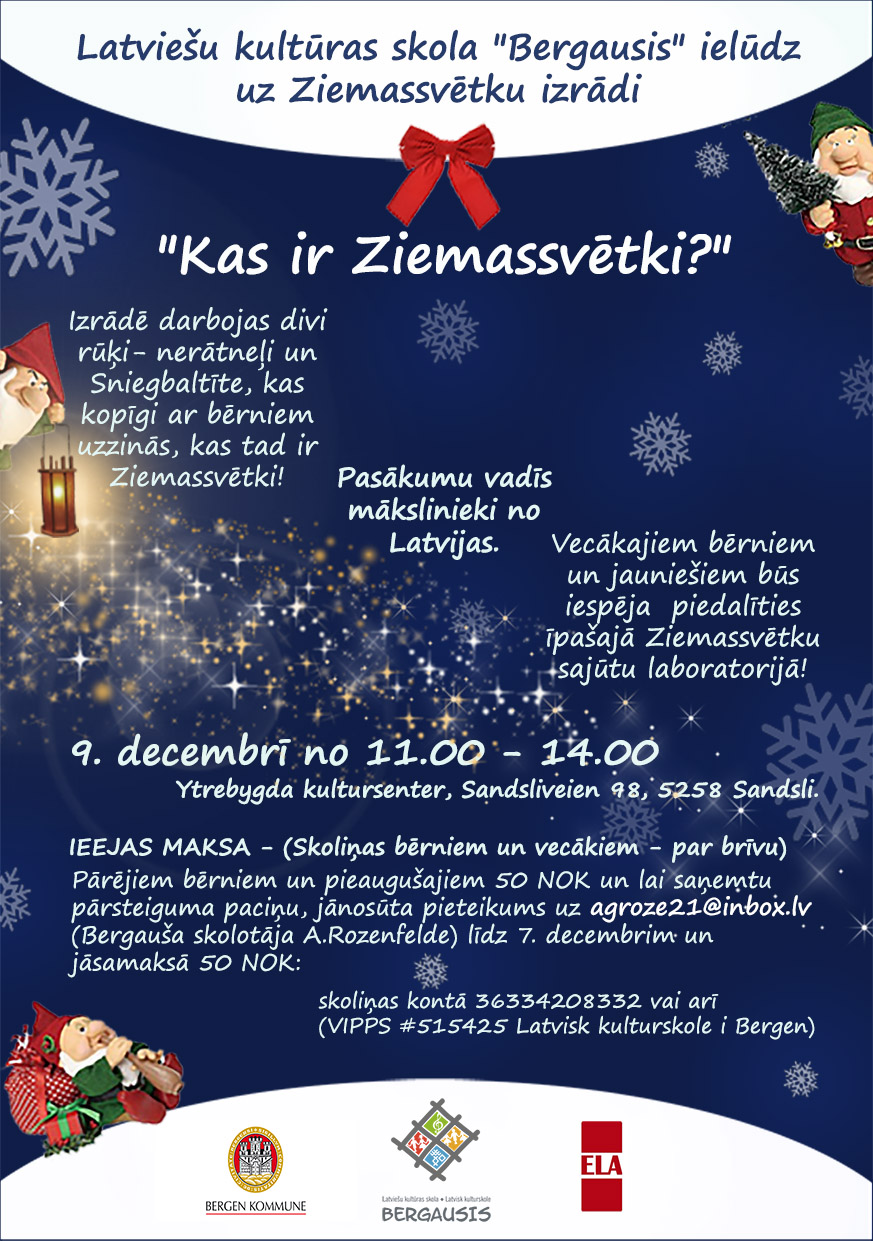 Latviešu kultūras skola "Bergausis" ielūdz
uz Ziemassvētku izrādi
"Kas ir Ziemassvētki?"
Izrādē darbojas divi
rūķi- nerātneļi un
Sniegbaltīte, kas
kopīgi ar bērniem
uzzinās, kas tad ir
Ziemassvētki!
Pasākumu vadīs
mākslinieki no
Latvijas.
Vecākajiem bērniem
un jauniešiem būs
iespēja piedalīties
īpašajā Ziemassvētku
sajūtu laboratorijā!
9. decembrī no 11.00 - 14.00
Ytrebygda kultursenter, Sandsliveien 98, 5258 Sandsli.
IEEJAS MAKSA - (Skoliņas bērniem un vecākiem - par brīvu)
Pārējiem bērniem un pieaugušajiem 50 NOK un lai saņemtu
pārsteiguma paciņu, jānosūta pieteikums uz agroze21@inbox.lv
(Bergauša skolotāja A.Rozenfelde) līdz 7. decembrim un
jāsamaksā 50 NOK:
skoliņas kontā 36334208332 vai arī
(VIPPS #515425 Latvisk kulturskole i Bergen)
BERGEN KOMMUNE
Latviešu kultūras skola • Latvisk kulturskole
BERGAUSIS
ELA